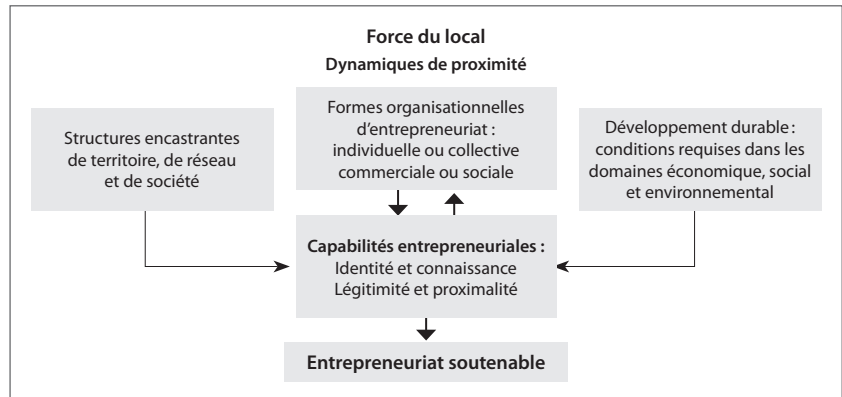 Force du local
Dynamiques de proximité
Structures encastrantes
de territoire, de réseau
et de société
Formes organisationnelles
d'entrepreneuriat :
individuelle ou collective
commerciale ou sociale
Développement durable :
conditions requises dans les
domaines économique, social
et environnemental
Capabilités entrepreneuriales :
Identité et connaissance
Légitimité et proximalité
Entrepreneuriat soutenable